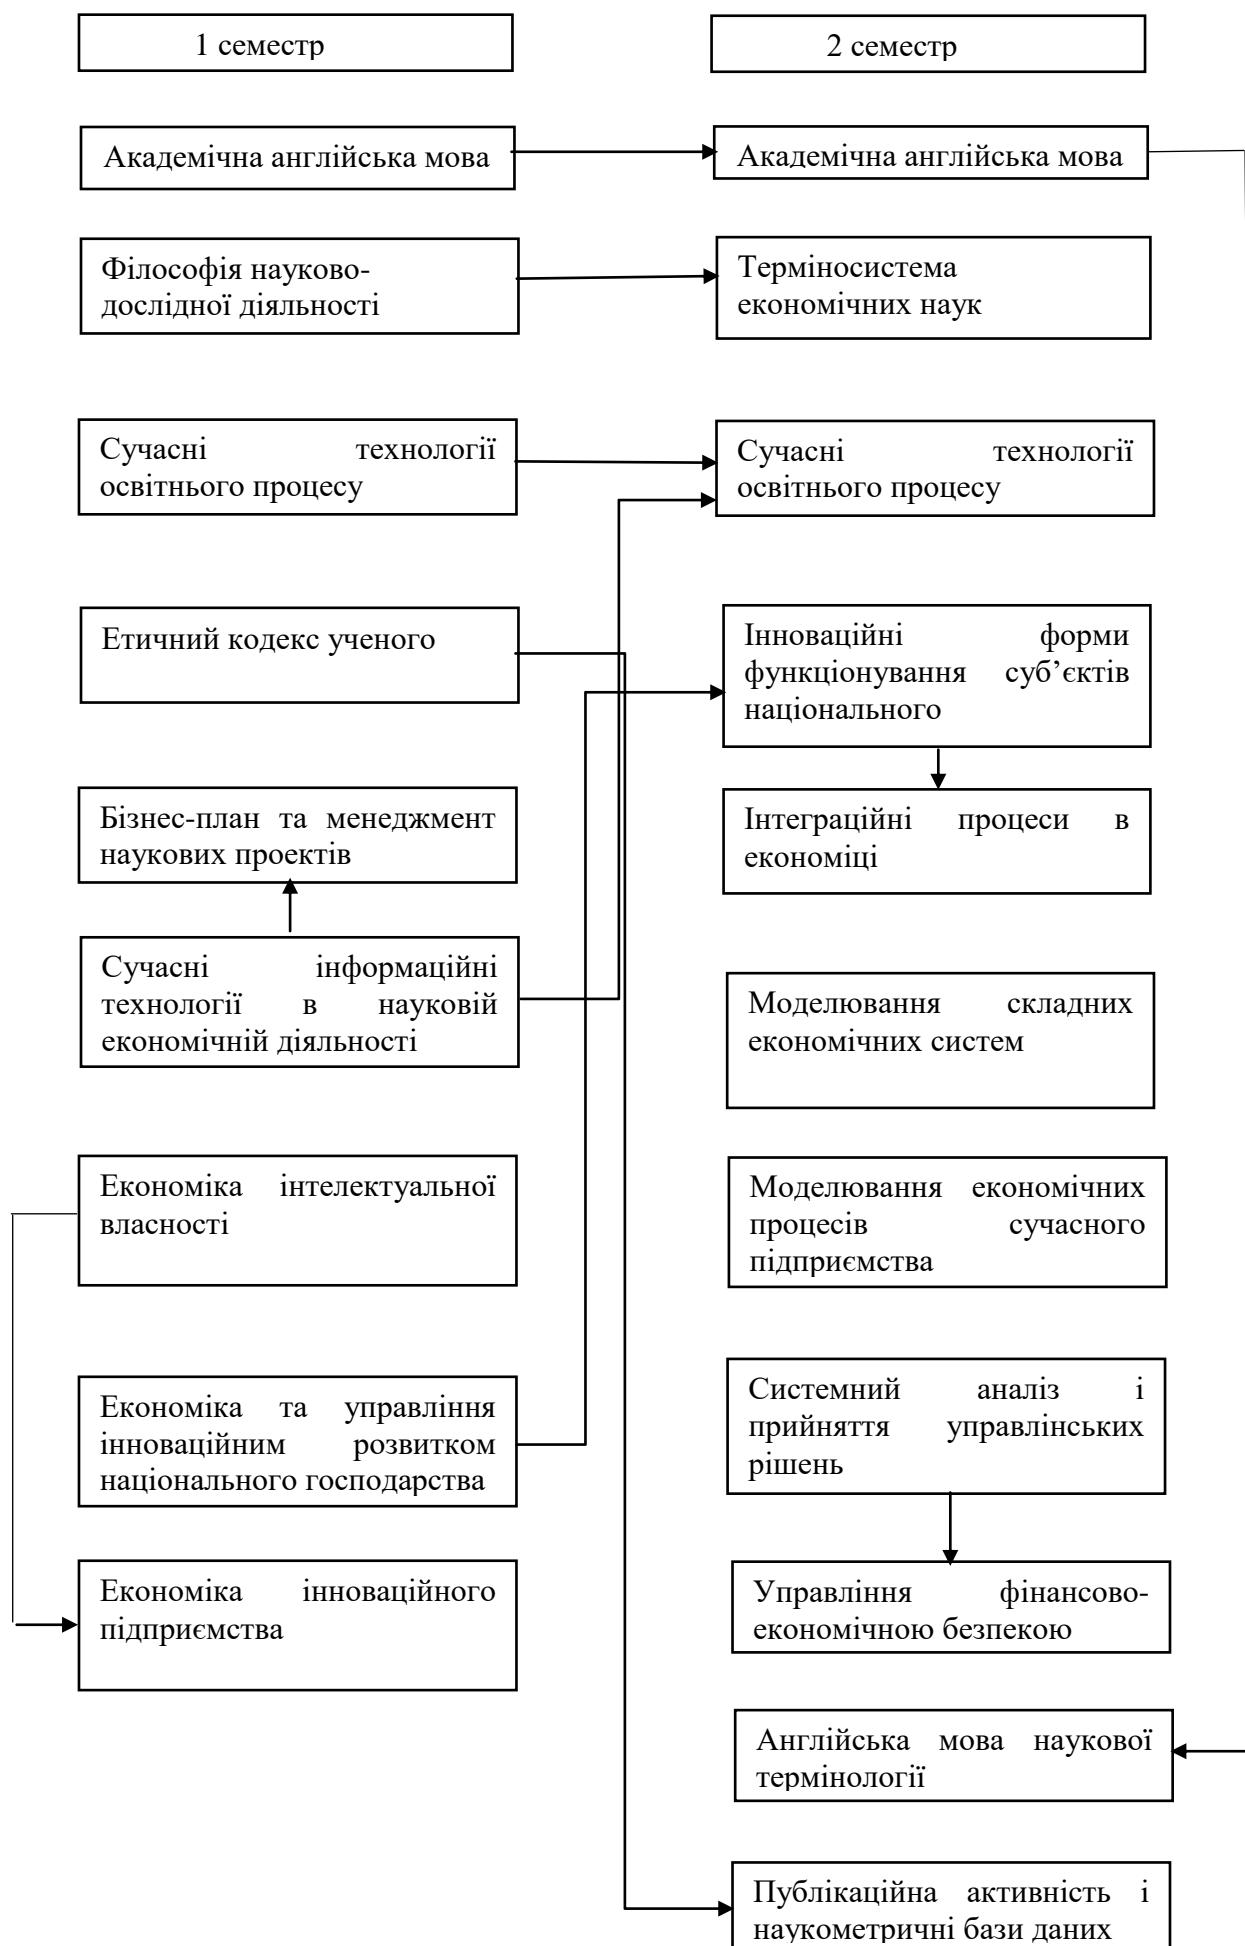 1 семестр
2 семестр
Академічна англійська мова
Академічна англійська мова
Філософія науково-
дослідної діяльності
Терміносистема
економічних наук
Сучасні технології
освітнього процесу
Сучасні технології
освітнього процесу
Етичний кодекс ученого
Інноваційні форми
функціонування суб’єктів
національного
Бізнес-план та менеджмент
наукових проектів
Інтеграційні процеси в
економіці
Сучасні інформаційні
технології в науковій
економічній діяльності
Моделювання складних
економічних систем
Економіка інтелектуальної
власності
Моделювання економічних
процесів сучасного
підприємства
Економіка та управління
інноваційним розвитком
національного господарства
Системний аналіз і
прийняття управлінських
рішень
Економіка інноваційного
підприємства
Управління фінансово-
економічною безпекою
Англійська мова наукової
термінології
Публікаційна активність і
наукометричні бази даних